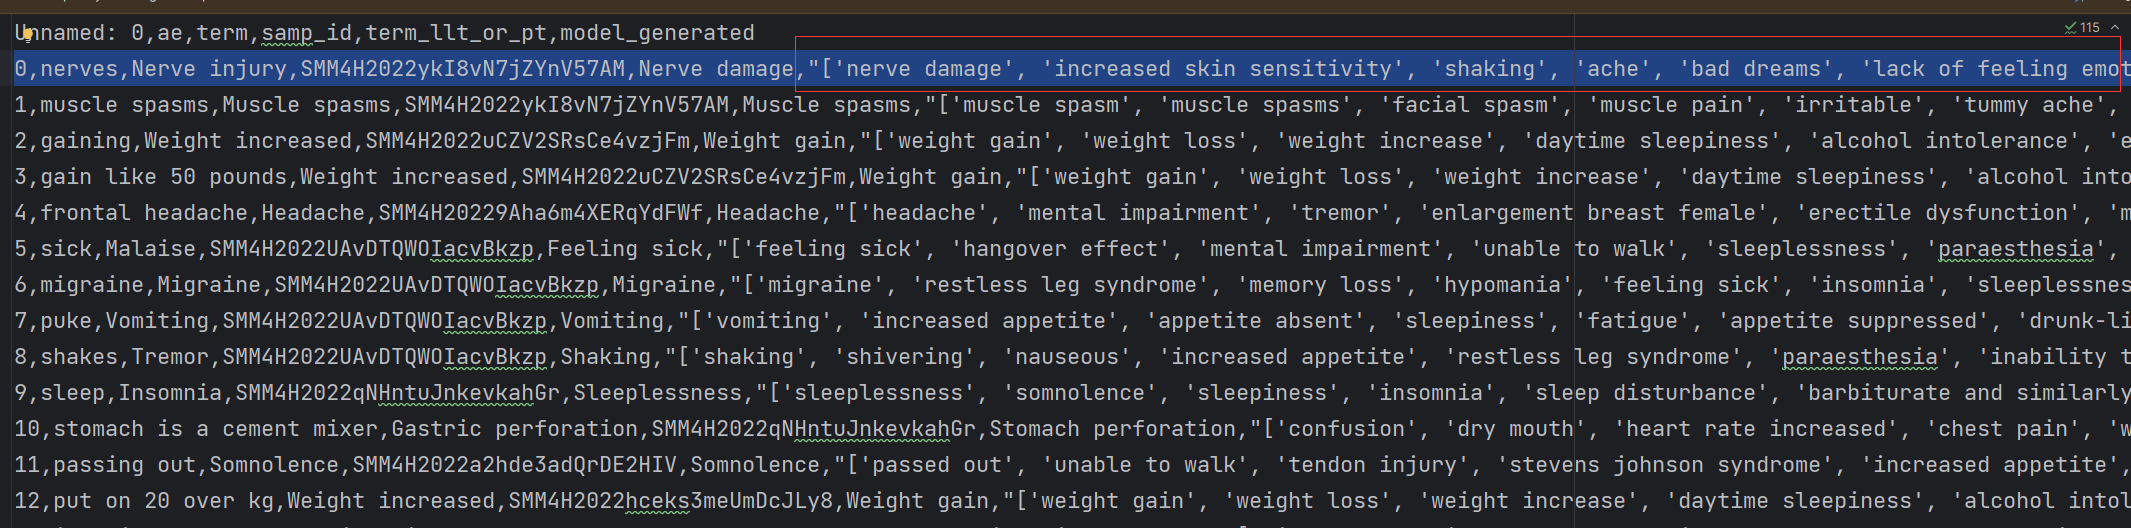 115
Unnamed: 0,ae,term,samp_id,term_llt_or_pt,model_generated
0,nerves,Nerve injury,SMM4H2022ykI8vN7jZYnV57AM,Nerve damage,"['nerve damage', 'increased skin sensitivity', 'shaking', 'ache', 'bad dreams', 'lack of feeling emot
1,muscle spasms,Muscle spasms,SMM4H2022ykI8vN7jZYnV57AM,Muscle spasms,"['muscle spasm', 'muscle spasms', 'facial spasm', 'muscle pain', 'irritable', 'tummy ache',
2,gaining,Weight increased,SMM4H2022uCZV2SRsCe4vzjFm,Weight gain,"['weight gain', 'weight loss', 'weight increase', 'daytime sleepiness', 'alcohol intolerance', 'e
3,gain like 50 pounds,Weight increased,SMM4H2022uCZV2SRsCe4vzjFm,Weight gain,"['weight gain', 'weight loss', 'weight increase', 'daytime sleepiness', 'alcohol into
4,frontal headache,Headache,SMM4H20229Aha6m4XERqYdFWf,Headache,"['headache', 'mental impairment', 'tremor', 'enlargement breast female', 'erectile dysfunction', 'm
5,sick,Malaise,SMM4H2022UAvDTQWOIacvBkzp,Feeling sick,"['feeling sick', 'hangover effect', 'mental impairment', 'unable to walk', 'sleeplessness', 'paraesthesia',
6,migraine,Migraine,SMM4H2022UAvDTQWOIacvBkzp,Migraine,"['migraine', 'restless leg syndrome', 'memory loss', 'hypomania', 'feeling sick', 'insomnia', 'sleeplessnes
7,puke,Vomiting,SMM4H2022UAvDTQWOIacvBkzp,Vomiting,"['vomiting', 'increased appetite', 'appetite absent', 'sleepiness', 'fatigue', 'appetite suppressed', 'drunk-li
8,shakes,Tremor,SMM4H2022UAvDTQWOIacvBkzp,Shaking,"['shaking', 'shivering', 'nauseous', 'increased appetite', 'restless leg syndrome', 'paraesthesia', 'inability t
9,sleep,Insomnia,SMM4H2022qNHntuJnkevkahGr,Sleeplessness,"['sleeplessness', 'somnolence', 'sleepiness', 'insomnia', 'sleep disturbance', 'barbiturate and similarly
10,stomach is a cement mixer,Gastric perforation,SMM4H2022qNHntuJnkevkahGr,Stomach perforation,"['confusion', 'dry mouth', 'heart rate increased', 'chest pain', 'w
11,passing out,Somnolence,SMM4H2022a2hde3adQrDE2HIV,Somnolence,"['passed out', 'unable to walk', 'tendon injury', 'stevens johnson syndrome', 'increased appetite',
12,put on 20 over kg,Weight increased,SMM4H2022hceks3meUmDcJLy8,Weight gain,"['weight gain', 'weight loss', 'weight increase', 'daytime sleepiness', 'alcohol intol